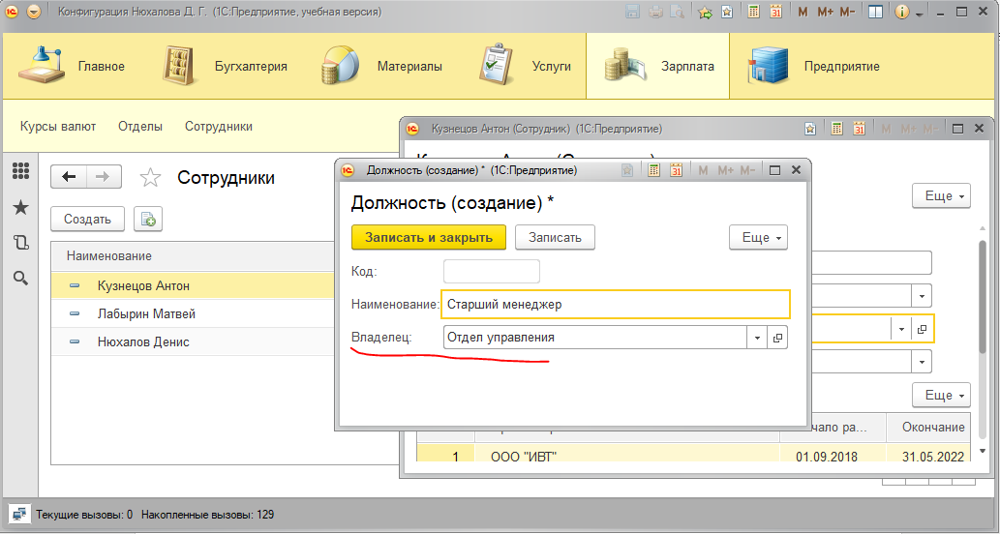 Конфигурация Нюхалова Д. Г. (1С:Предприятие, учебная версия)
M M+ M-
Главное Бухгалтерия Материалы Услуги Зарплата Предприятие
Курсы валют Отделы Сотрудники
Кузнецов Антон (Сотрудник) (1С:Предприятие)
M M+ M-
Сотрудники
Создать
Наименование
Кузнецов Антон
Лабырин Матвей
Нюхалов Денис
Должность (создание) * (1С:Предприятие)
M M+ M-
Должность (создание) *
Записать и закрыть Записать Еще
Код:
Наименование: Старший менеджер
Владелец: Отдел управления
Еще
Еще
Окончание
1 ООО "ИВТ" 01.09.2018 31.05.2022
Текущие вызовы: 0 Накопленные вызовы: 129